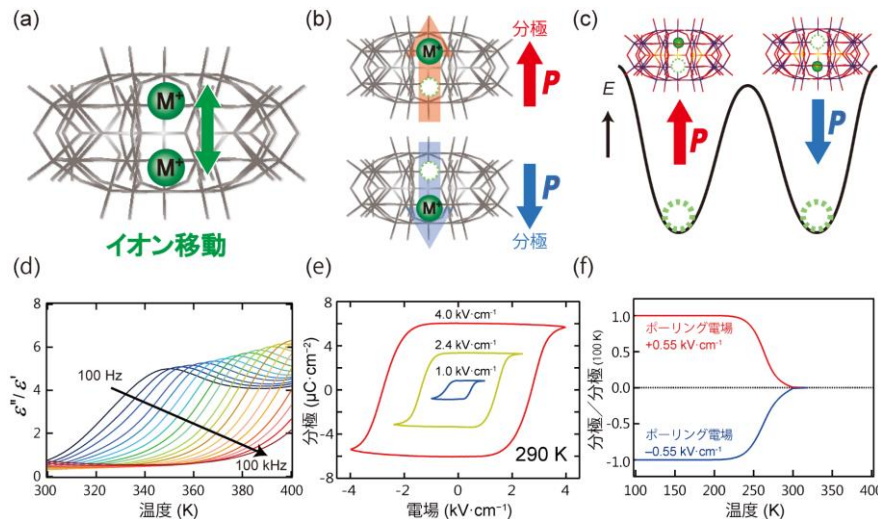 (a)
M⁺
M⁺
イオン移動
(b)
分極
M⁺
P
P
M⁺
分極
(c)
E
P
P
(d)
8
6
4
2
0
ε''/ε'
100 Hz
100 kHz
300
320
340
360
380
400
温度 (K)
(e)
6
4
2
0
-2
-4
-6
分極 (μC·cm⁻²)
4.0 kV·cm⁻¹
2.4 kV·cm⁻¹
1.0 kV·cm⁻¹
290 K
-4
-2
0
2
4
電場 (kV·cm⁻¹)
(f)
1.0
0.5
0.0
-0.5
-1.0
分極／分極 (100 K)
ポーリング電場
+0.55 kV·cm⁻¹
ポーリング電場
–0.55 kV·cm⁻¹
100
150
200
250
300
350
400
温度 (K)